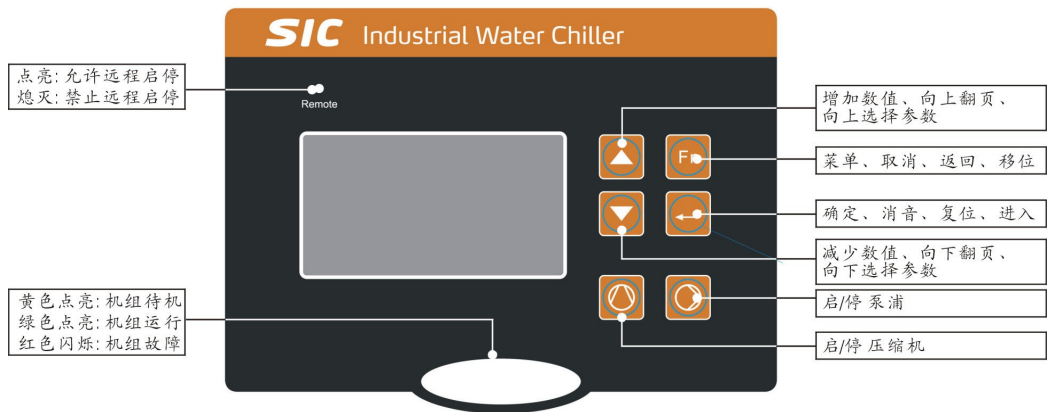 SIC Industrial Water Chiller
点亮:允许远程启停
熄灭:禁止远程启停
Remote
增加数值、向上翻页、
向上选择参数
菜单、取消、返回、移位
确定、消音、复位、进入
减少数值、向下翻页、
向下选择参数
黄色点亮:机组待机
绿色点亮:机组运行
红色闪烁:机组故障
启/停 泵浦
启/停 压缩机